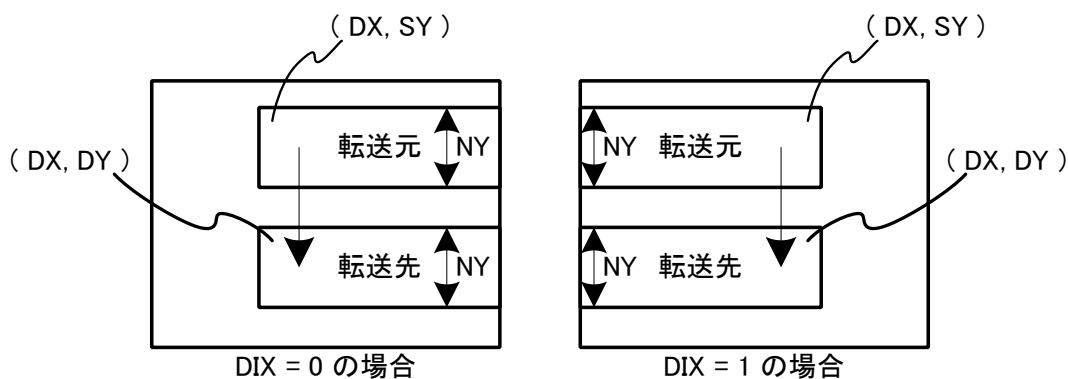 ( DX, SY )
( DX, SY )
転送元
NY
NY
転送元
( DX, DY )
( DX, DY )
転送先
NY
NY
転送先
DIX = 0 の場合
DIX = 1 の場合